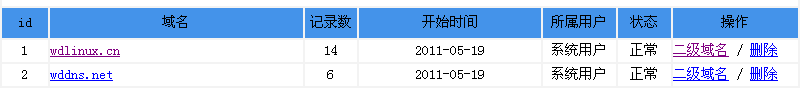 id 域名 记录数 开始时间 所属用户 状态 操作
1 wdlinux.cn 14 2011-05-19 系统用户 正常 二级域名 / 删除
2 wddns.net 6 2011-05-19 系统用户 正常 二级域名 / 删除